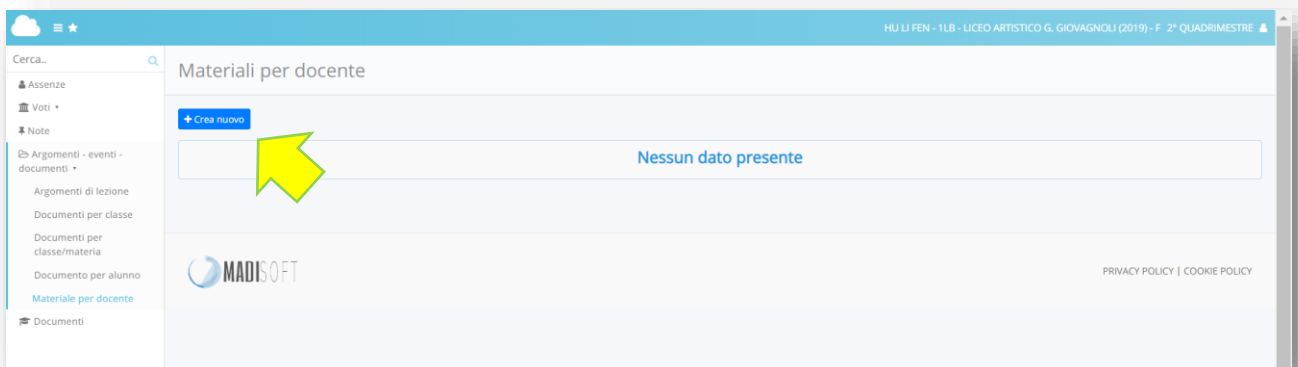 HU LI FEN - 1LB - LICEO ARTISTICO G. GIOVAGNOLI (2019) - F 2° QUADRIMESTRE
Cerca..
Assenze
Voti
Note
Argomenti - eventi -
documenti
Argomenti di lezione
Documenti per classe
Documenti per
classe/materia
Documento per alunno
Materiale per docente
Documenti
Materiali per docente
+ Crea nuovo
Nessun dato presente
MADISOFT
PRIVACY POLICY | COOKIE POLICY